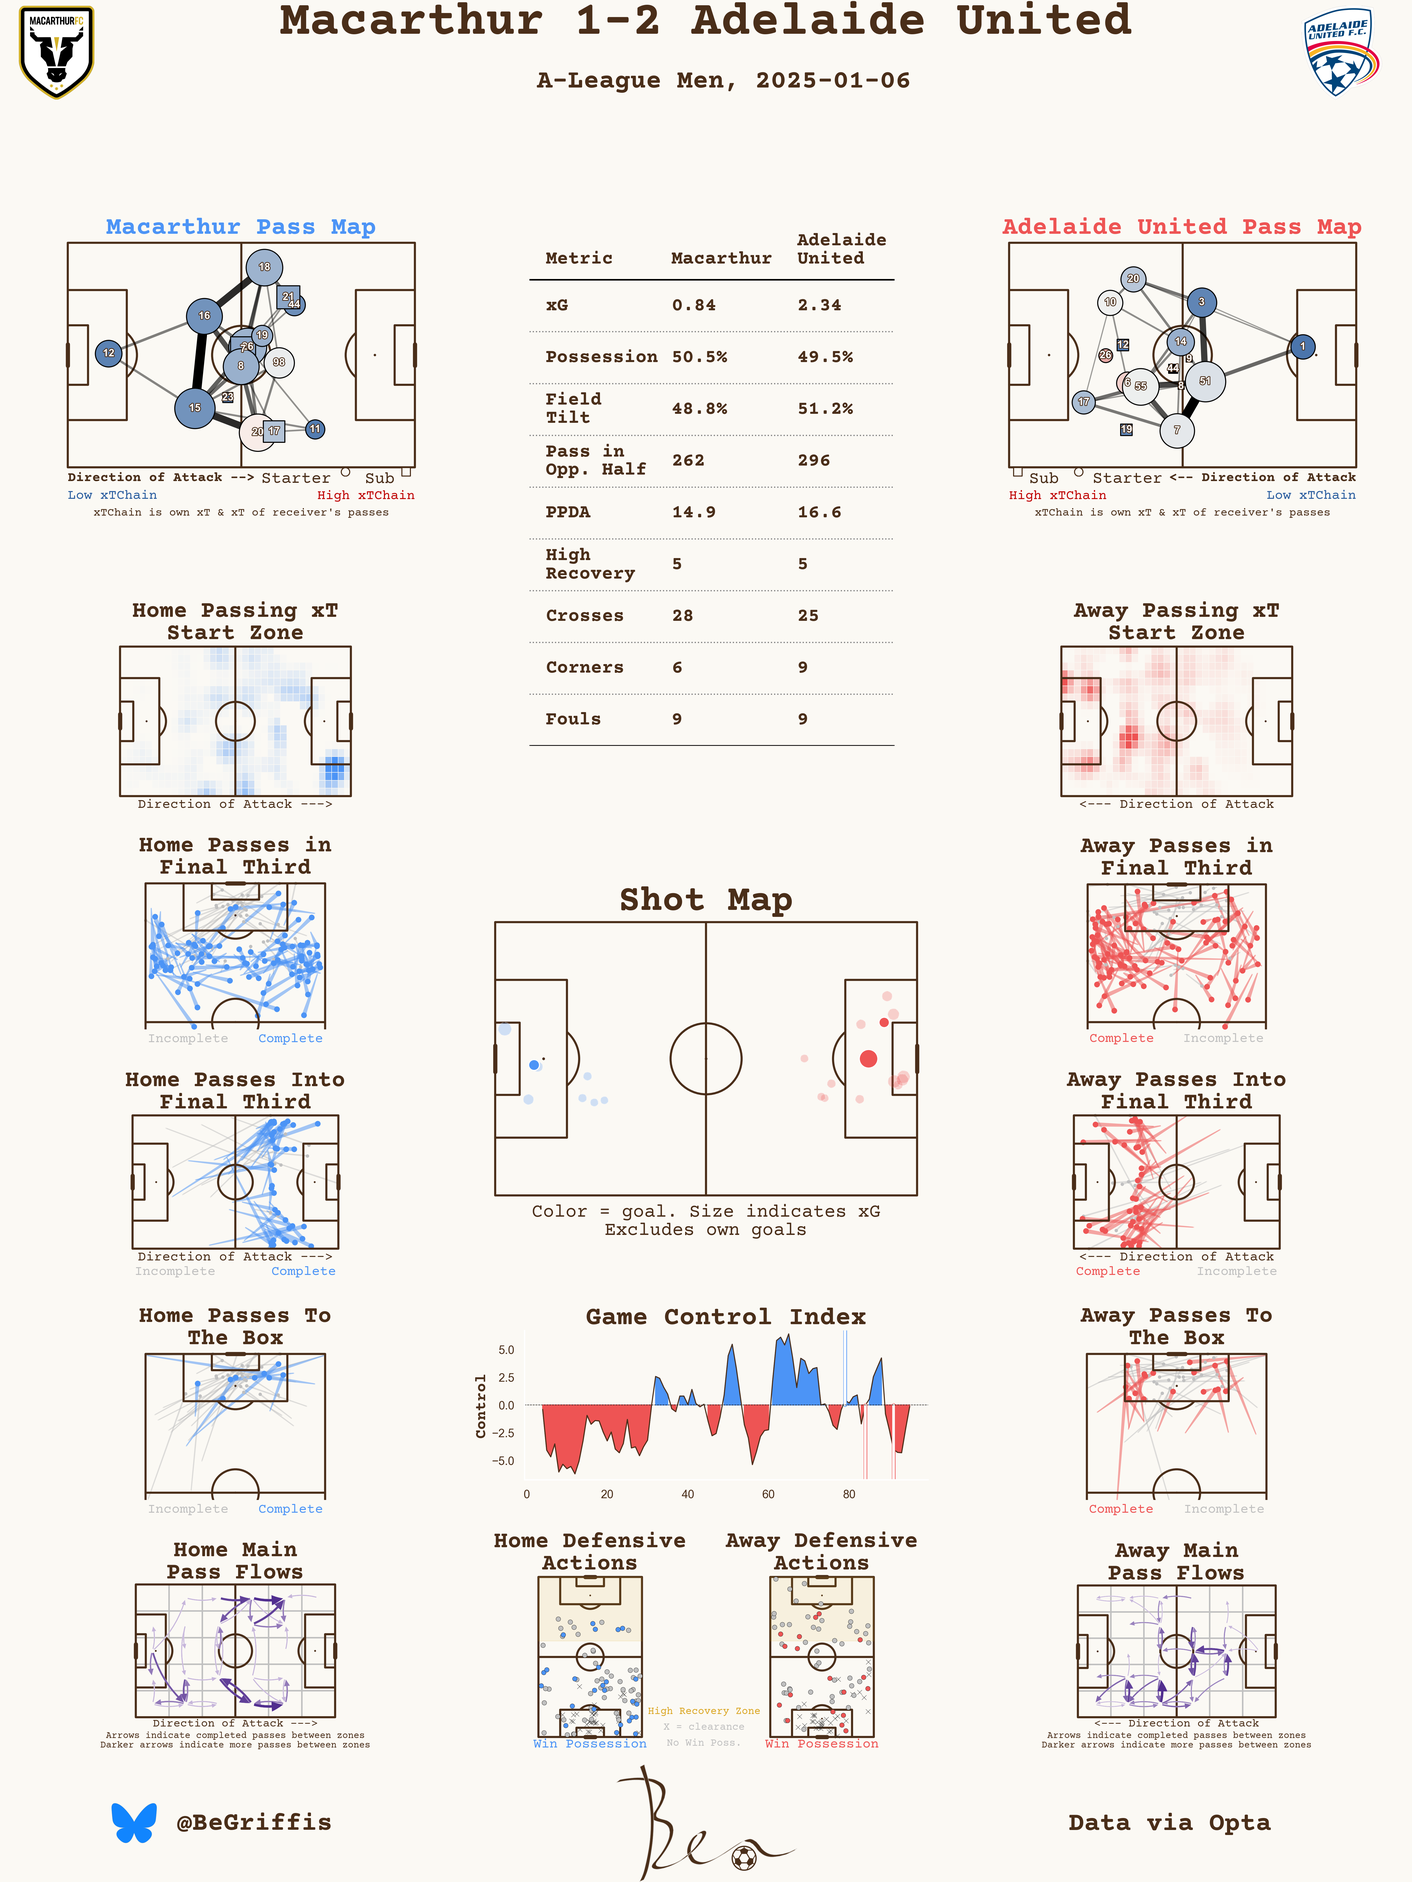 Macarthur 1-2 Adelaide United
A-League Men, 2025-01-06
MACARTHURFC
ADELAIDE
UNITED F.C.
Macarthur Pass Map
18
21
44
16
19
26
7
12
8
98
23
15
20
17
11
Direction of Attack --> Starter Sub
Low xTChain High xTChain
xTChain is own xT & xT of receiver's passes
Metric Macarthur Adelaide United
xG 0.84 2.34
Possession 50.5% 49.5%
Field Tilt 48.8% 51.2%
Pass in Opp. Half 262 296
PPDA 14.9 16.6
High Recovery 5 5
Crosses 28 25
Corners 6 9
Fouls 9 9
Adelaide United Pass Map
20
10
3
14
12
26
9
1
44
6
55
8
51
17
19
7
Sub Starter <-- Direction of Attack
High xTChain Low xTChain
xTChain is own xT & xT of receiver's passes
Home Passing xT
Start Zone
Direction of Attack --->
Away Passing xT
Start Zone
<--- Direction of Attack
Home Passes in
Final Third
Incomplete Complete
Away Passes in
Final Third
Complete Incomplete
Shot Map
Color = goal. Size indicates xG
Excludes own goals
Home Passes Into
Final Third
Direction of Attack --->
Incomplete Complete
Away Passes Into
Final Third
<--- Direction of Attack
Complete Incomplete
Home Passes To
The Box
Incomplete Complete
Game Control Index
Control
5.0
2.5
0.0
−2.5
−5.0
0 20 40 60 80
Away Passes To
The Box
Complete Incomplete
Home Main
Pass Flows
Direction of Attack --->
Arrows indicate completed passes between zones
Darker arrows indicate more passes between zones
Home Defensive
Actions
Win Possession
Away Defensive
Actions
Win Possession
High Recovery Zone
X = clearance
No Win Poss.
Away Main
Pass Flows
<--- Direction of Attack
Arrows indicate completed passes between zones
Darker arrows indicate more passes between zones
@BeGriffis
Ben
Data via Opta